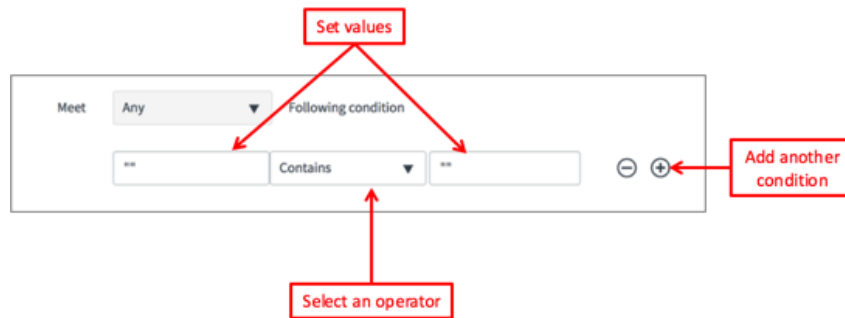 Set values
Meet Any Following condition
"" Contains ""
Add another
condition
Select an operator